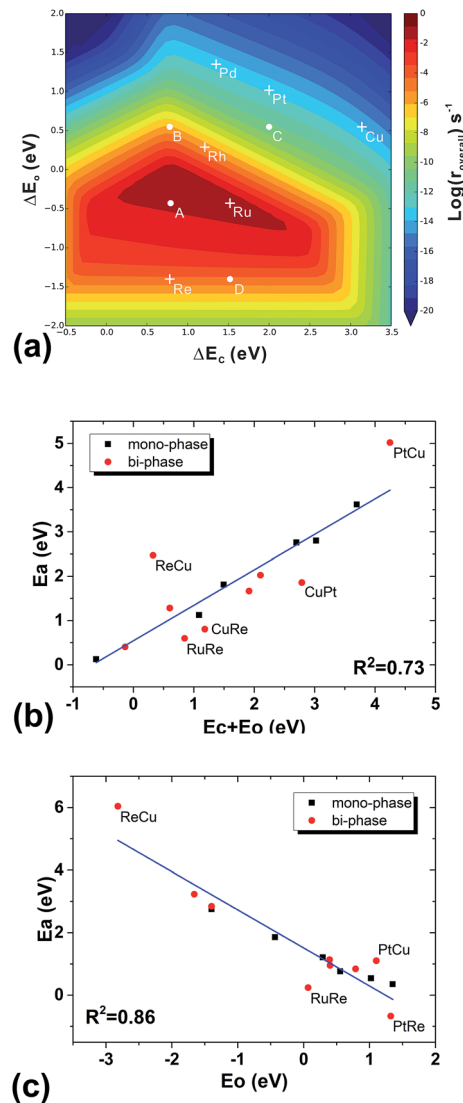 2.0
1.5
1.0
0.5
0.0
−0.5
−1.0
−1.5
−2.0
ΔEₒ (eV)
Pd
Pt
B
C
Cu
Rh
A
Ru
Re
D
−0.5 0.0 0.5 1.0 1.5 2.0 2.5 3.0 3.5
ΔE꜀ (eV)
0
-2
-4
-6
-8
-10
-12
-14
-16
-18
-20
Log(r_overall) s⁻¹
(a)
mono-phase
bi-phase
PtCu
ReCu
CuPt
CuRe
RuRe
R²=0.73
5
4
3
2
1
0
Ea (eV)
-1 0 1 2 3 4 5
Ec+Eo (eV)
(b)
mono-phase
bi-phase
ReCu
PtCu
RuRe
PtRe
R²=0.86
6
4
2
0
Ea (eV)
-3 -2 -1 0 1 2
Eo (eV)
(c)